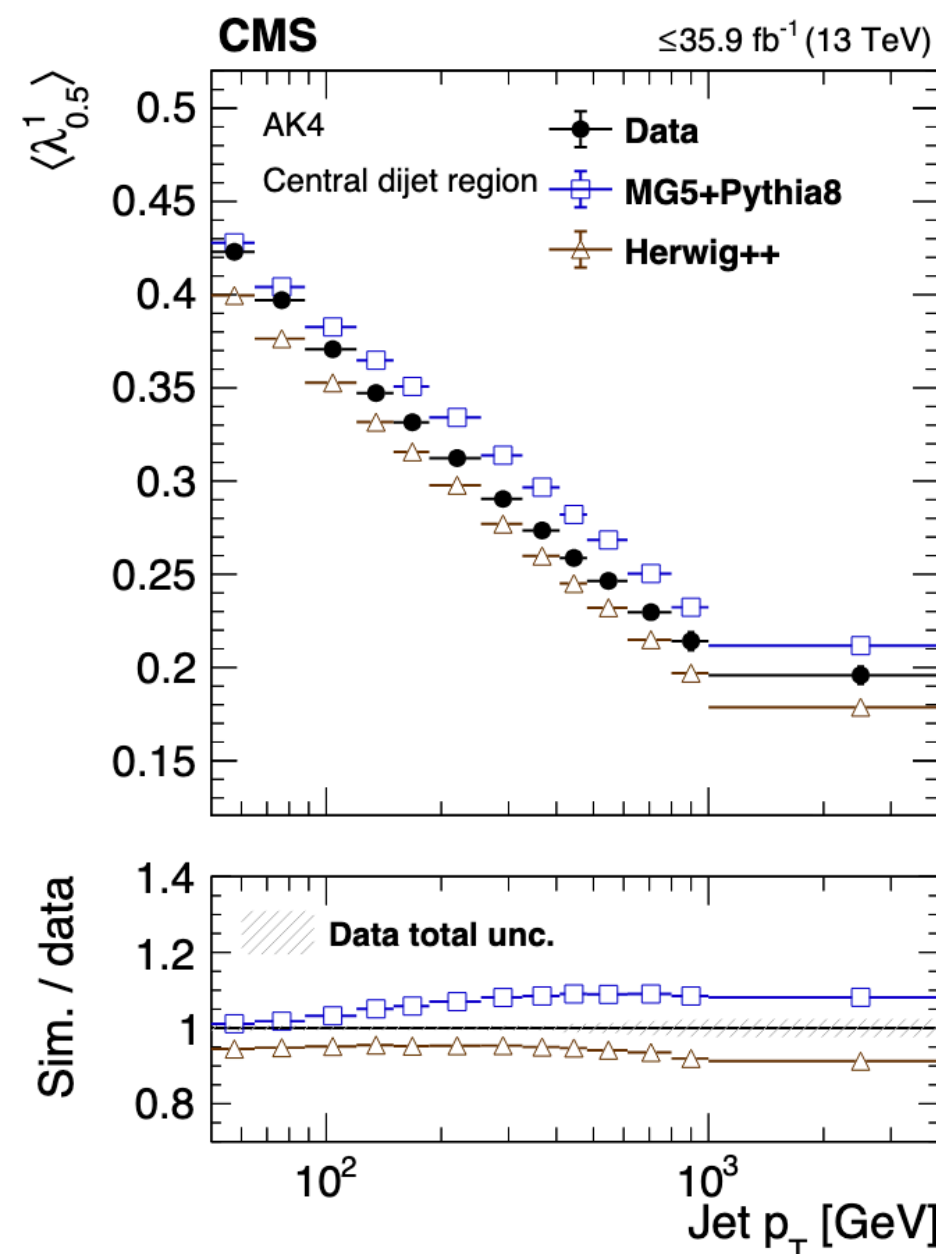 CMS ≤35.9 fb⁻¹ (13 TeV)
⟨λ¹₀.₅⟩
AK4
Central dijet region
Data
MG5+Pythia8
Herwig++
0.5
0.45
0.4
0.35
0.3
0.25
0.2
0.15
Sim. / data
Data total unc.
1.4
1.2
1
0.8
10² 10³
Jet p_T [GeV]